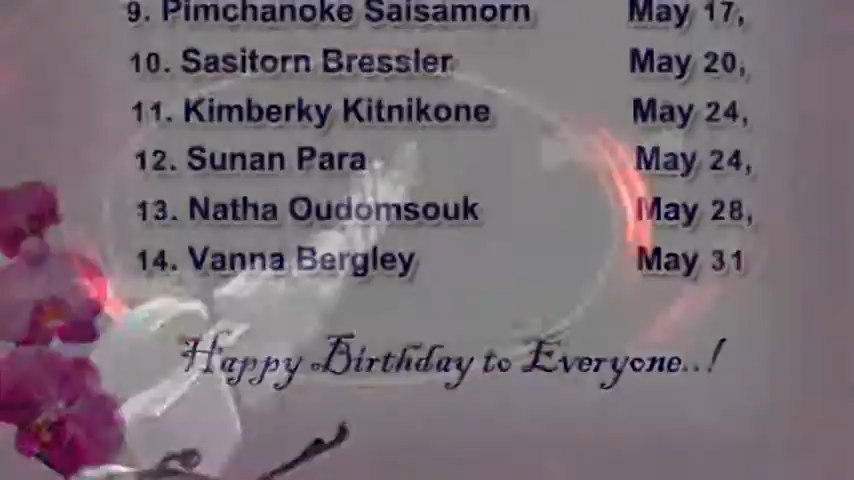 9. Pimchanoke Saisamorn May 17,
10. Sasitorn Bressler May 20,
11. Kimberky Kitnikone May 24,
12. Sunan Para May 24,
13. Natha Oudomsouk May 28,
14. Vanna Bergley May 31
Happy Birthday to Everyone..!